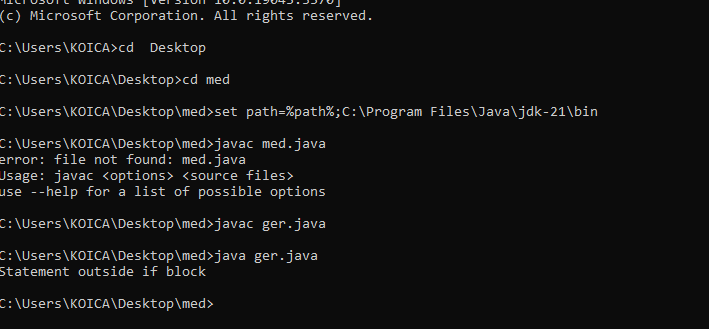 Microsoft Windows [Version 10.0.19045.5370]
(c) Microsoft Corporation. All rights reserved.
C:\Users\KOICA>cd  Desktop
C:\Users\KOICA\Desktop>cd med
C:\Users\KOICA\Desktop\med>set path=%path%;C:\Program Files\Java\jdk-21\bin
C:\Users\KOICA\Desktop\med>javac med.java
error: file not found: med.java
Usage: javac <options> <source files>
use --help for a list of possible options
C:\Users\KOICA\Desktop\med>javac ger.java
C:\Users\KOICA\Desktop\med>java ger.java
Statement outside if block
C:\Users\KOICA\Desktop\med>